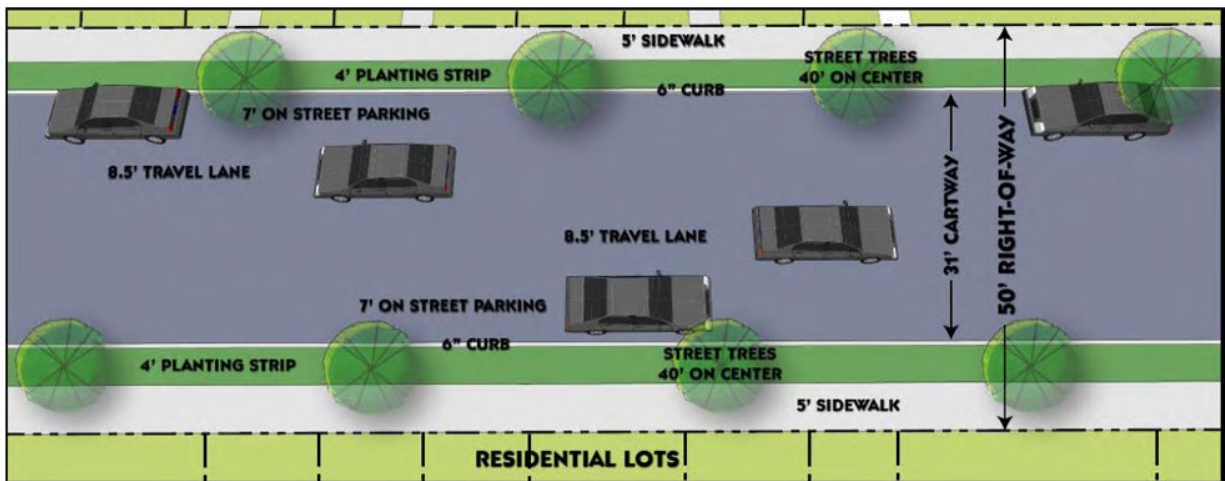 5' SIDEWALK
STREET TREES
40' ON CENTER
4' PLANTING STRIP
6" CURB
7' ON STREET PARKING
8.5' TRAVEL LANE
8.5' TRAVEL LANE
31' CARTWAY
50' RIGHT-OF-WAY
7' ON STREET PARKING
6" CURB
4' PLANTING STRIP
STREET TREES
40' ON CENTER
5' SIDEWALK
RESIDENTIAL LOTS